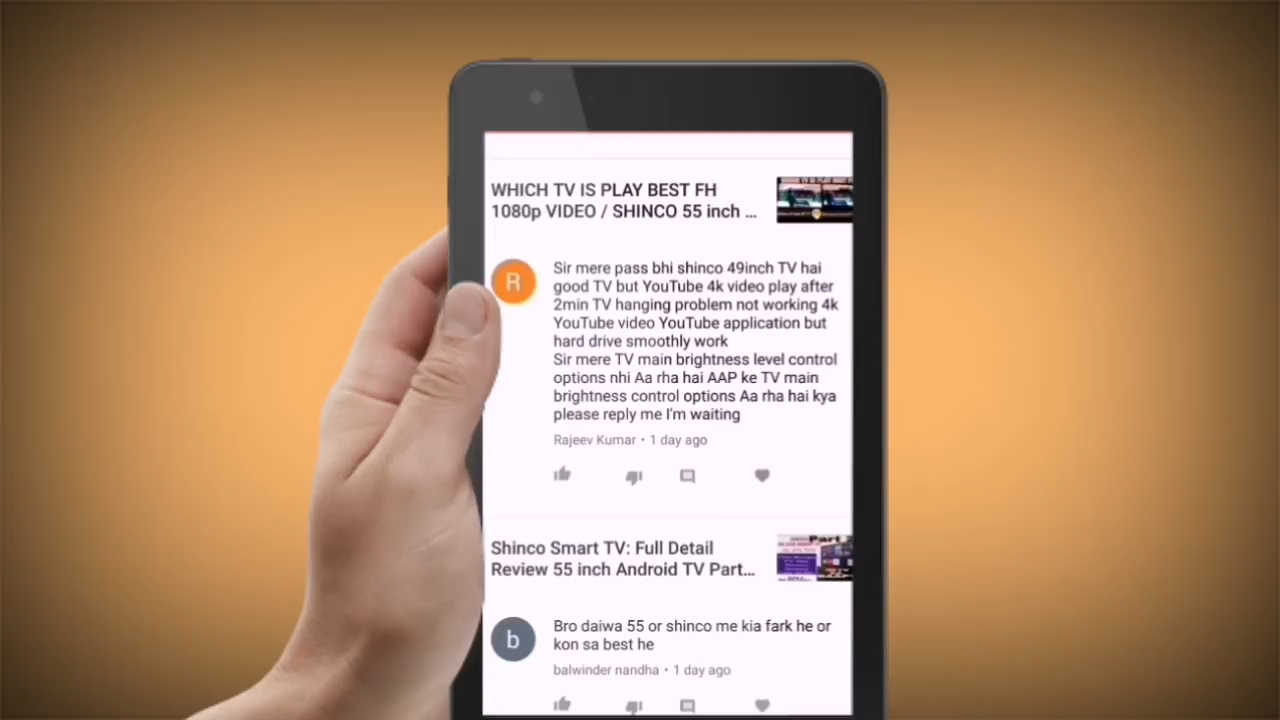 WHICH TV IS PLAY BEST FH
1080p VIDEO / SHINCO 55 inch ...
R
Sir mere pass bhi shinco 49inch TV hai
good TV but YouTube 4k video play after
2min TV hanging problem not working 4k
YouTube video YouTube application but
hard drive smoothly work
Sir mere TV main brightness level control
options nhi Aa rha hai AAP ke TV main
brightness control options Aa rha hai kya
please reply me I'm waiting
Rajeev Kumar • 1 day ago
Shinco Smart TV: Full Detail
Review 55 inch Android TV Part...
Part
b
Bro daiwa 55 or shinco me kia fark he or
kon sa best he
balwinder nandha • 1 day ago